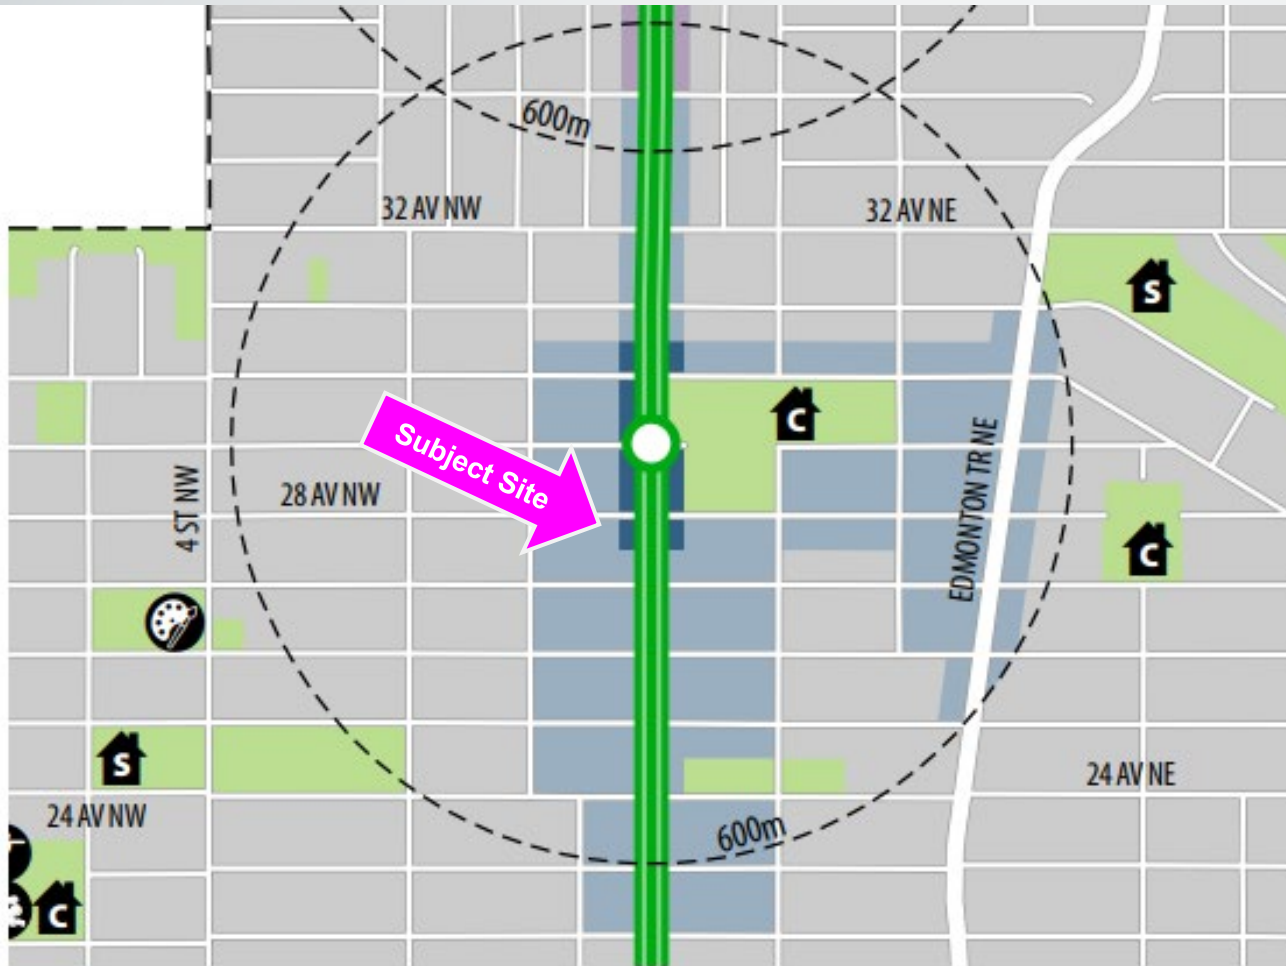 600m
32 AV NW
32 AV NE
S
C
Subject Site
EDMONTON TR NE
4 ST NW
28 AV NW
C
S
24 AV NE
24 AV NW
600m
C